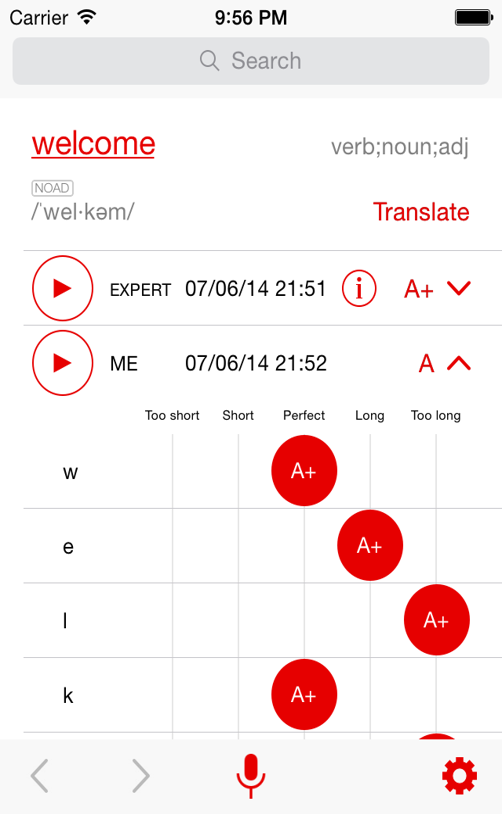 Carrier 9:56 PM
Search
welcome verb;noun;adj
NOAD
/ˈwel·kəm/ Translate
EXPERT 07/06/14 21:51 i A+
ME 07/06/14 21:52 A
Too short Short Perfect Long Too long
w A+
e A+
l A+
k A+